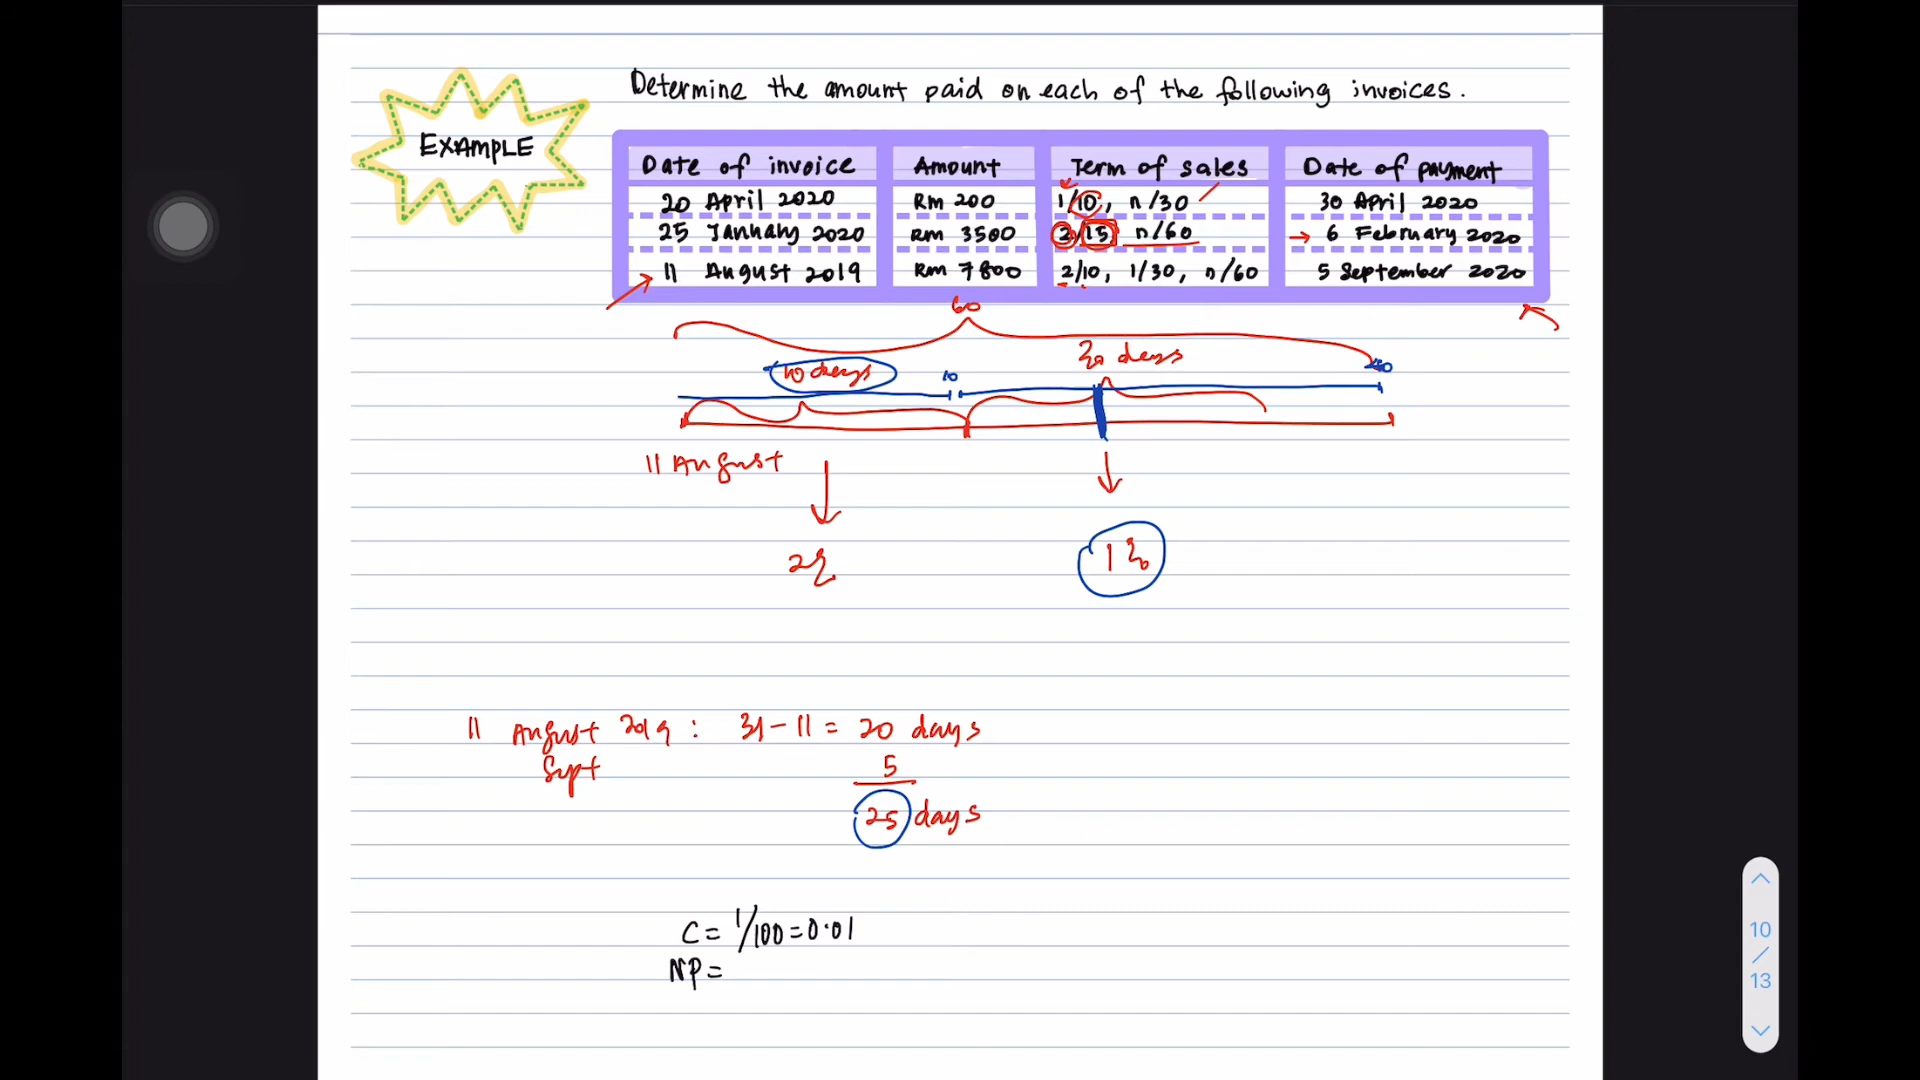 Determine the amount paid on each of the following invoices.
EXAMPLE
Date of invoice Amount Term of sales Date of payment
20 April 2020 RM 200 1/10, n/30 30 April 2020
25 January 2020 RM 3500 2/15, n/60 6 February 2020
11 August 2019 RM 7800 2/10, 1/30, n/60 5 September 2020
60
30 days
10 days 10
11 August
2% 1%
11 August 2019 : 31 - 11 = 20 days
Sept 5
25 days
C = 1/100 = 0.01
NP =
10
/
13